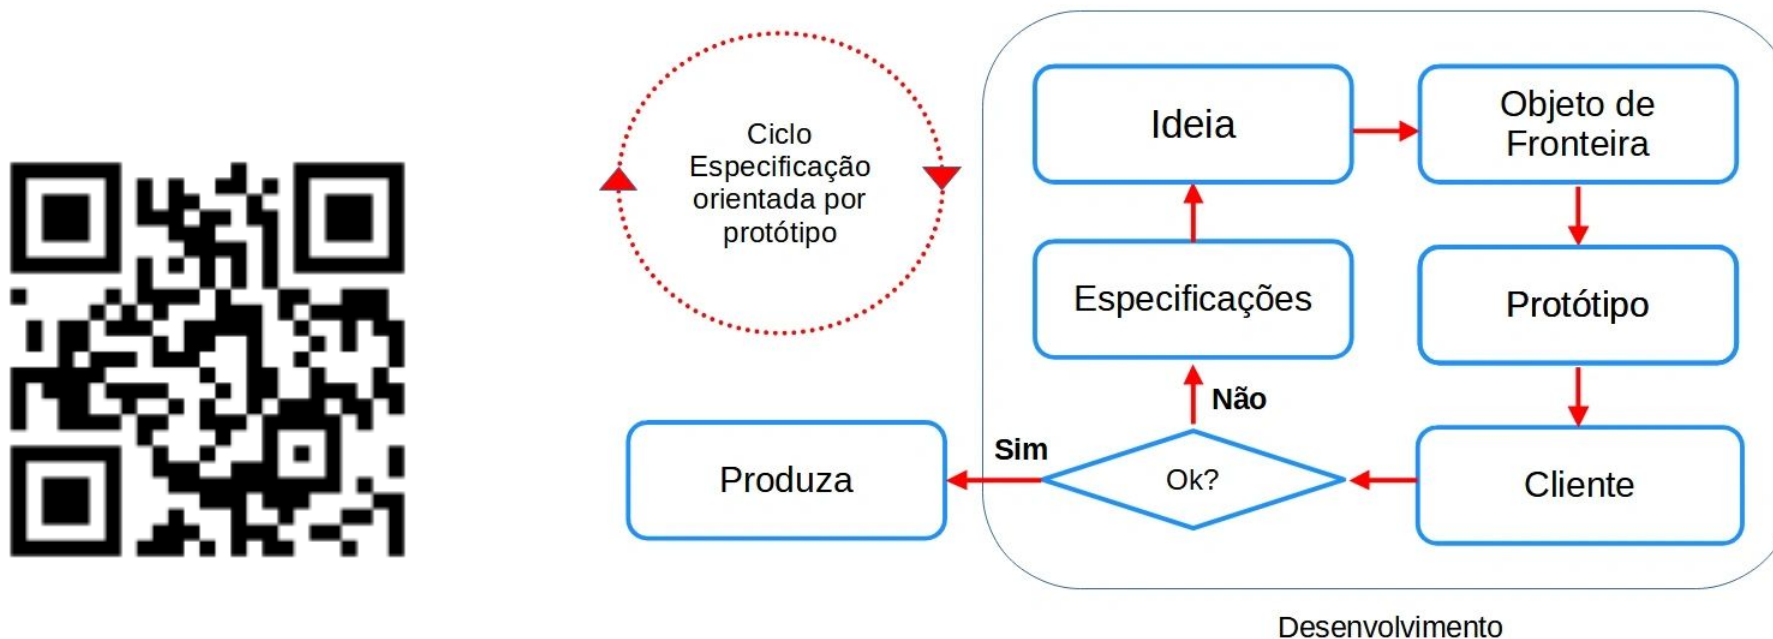 Ciclo
Especificação
orientada por
protótipo
Ideia
Objeto de
Fronteira
Especificações
Protótipo
Não
Sim
Produza
Ok?
Cliente
Desenvolvimento